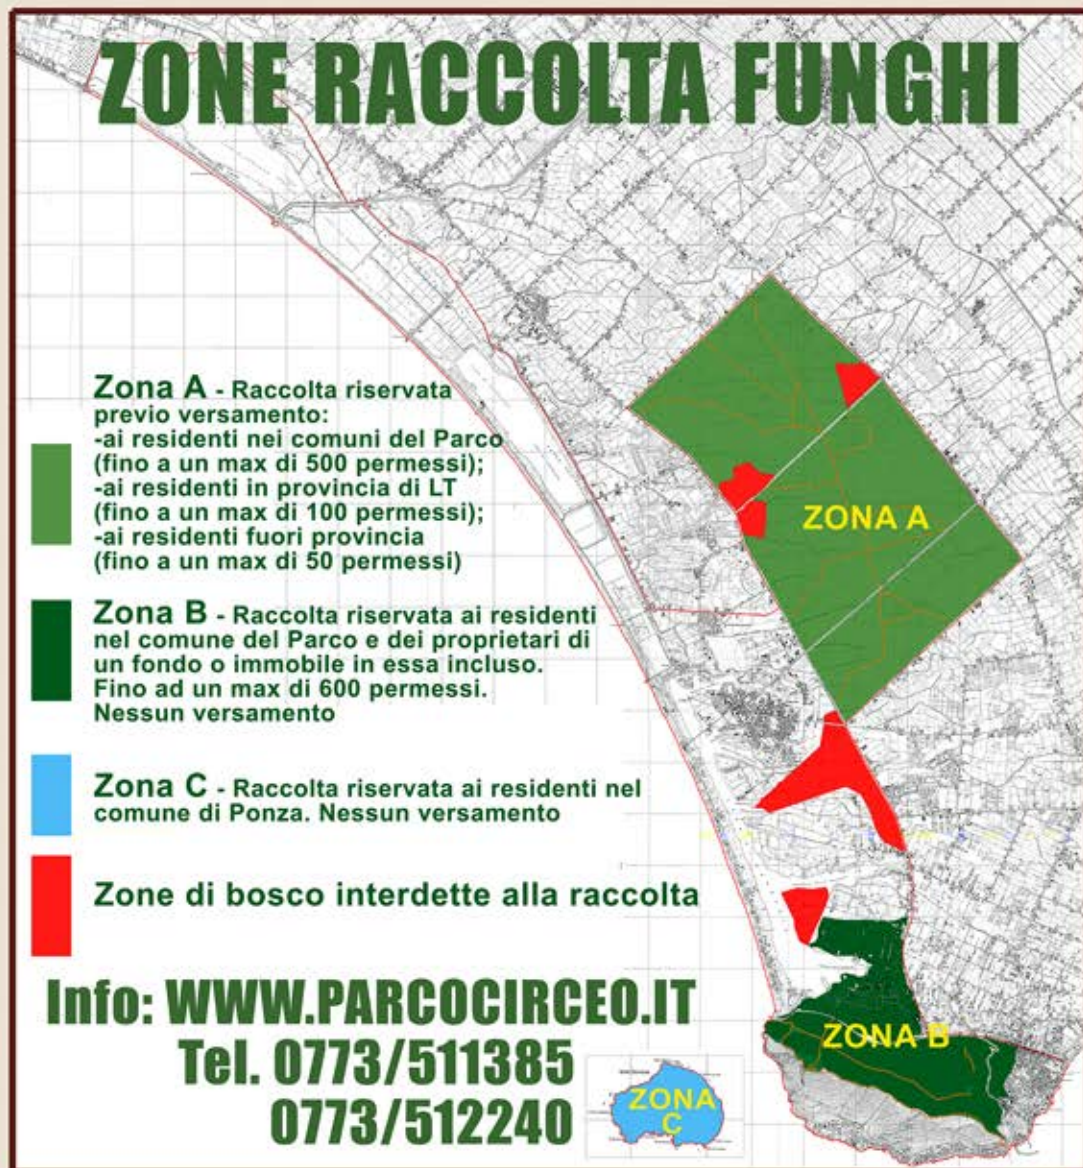 ZONE RACCOLTA FUNGHI
Zona A - Raccolta riservata
previo versamento:
-ai residenti nei comuni del Parco
(fino a un max di 500 permessi);
-ai residenti in provincia di LT
(fino a un max di 100 permessi);
-ai residenti fuori provincia
(fino a un max di 50 permessi)
Zona B - Raccolta riservata ai residenti
nel comune del Parco e dei proprietari di
un fondo o immobile in essa incluso.
Fino ad un max di 600 permessi.
Nessun versamento
Zona C - Raccolta riservata ai residenti nel
comune di Ponza. Nessun versamento
Zone di bosco interdette alla raccolta
Info: WWW.PARCOCIRCEO.IT
Tel. 0773/511385
0773/512240
ZONA A
ZONA B
ZONA
C